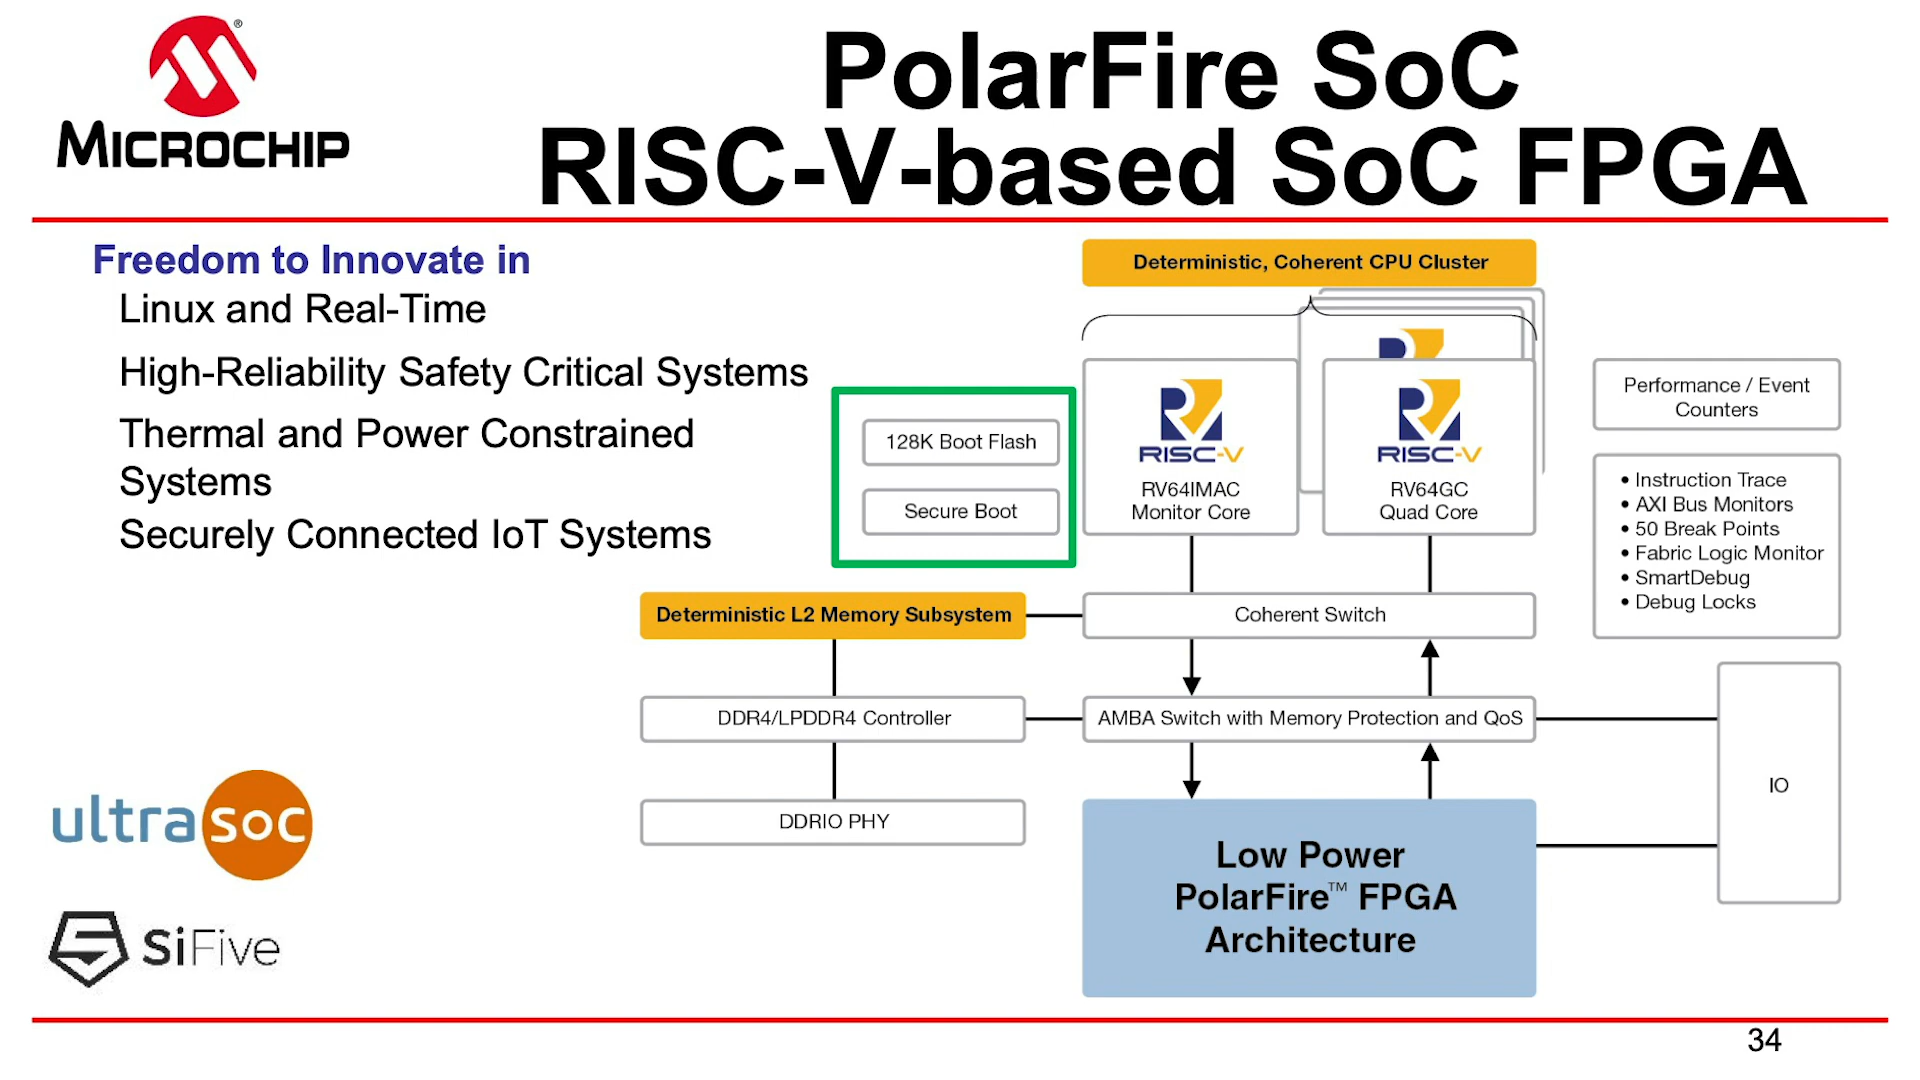 MICROCHIP
®
PolarFire SoC
RISC-V-based SoC FPGA
Freedom to Innovate in
Linux and Real-Time
High-Reliability Safety Critical Systems
Thermal and Power Constrained
Systems
Securely Connected IoT Systems
ultrasoc
SiFive
Deterministic, Coherent CPU Cluster
128K Boot Flash
Secure Boot
RISC-V
RV64IMAC
Monitor Core
RISC-V
RV64GC
Quad Core
Performance / Event
Counters
• Instruction Trace
• AXI Bus Monitors
• 50 Break Points
• Fabric Logic Monitor
• SmartDebug
• Debug Locks
Deterministic L2 Memory Subsystem
Coherent Switch
DDR4/LPDDR4 Controller
AMBA Switch with Memory Protection and QoS
IO
DDRIO PHY
Low Power
PolarFire™ FPGA
Architecture
34